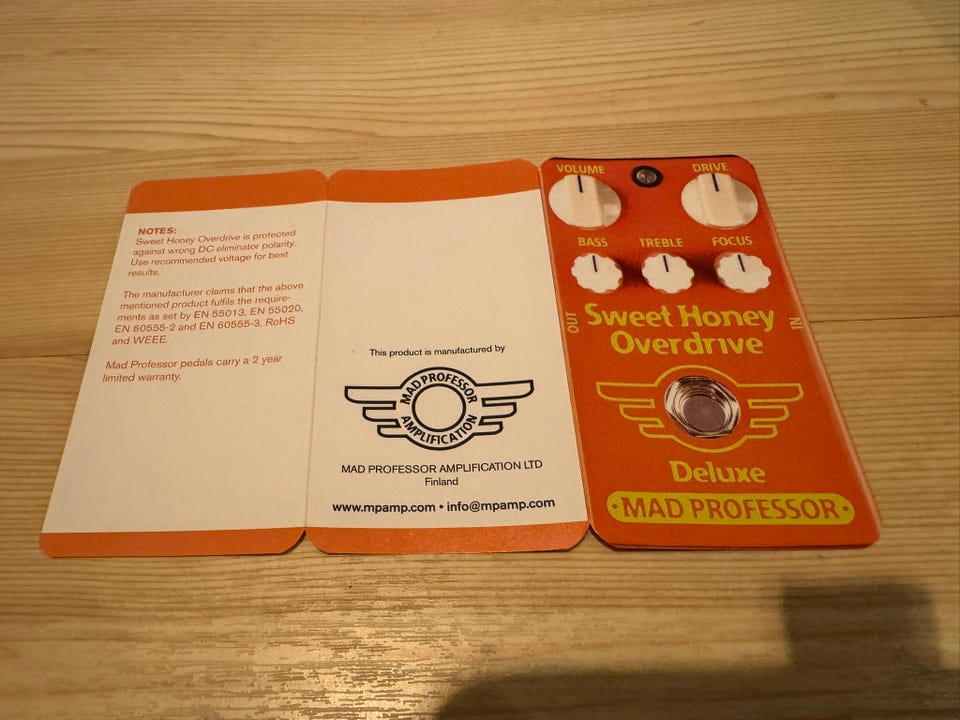 NOTES:
Sweet Honey Overdrive is protected
against wrong DC eliminator polarity.
Use recommended voltage for best
results.
The manufacturer claims that the above
mentioned product fulfils the require-
ments as set by EN 55013, EN 55020,
EN 60555-2 and EN 60555-3, RoHS
and WEEE.
Mad Professor pedals carry a 2 year
limited warranty.
This product is manufactured by
MAD PROFESSOR
AMPLIFICATION
MAD PROFESSOR AMPLIFICATION LTD
Finland
www.mpamp.com • info@mpamp.com
VOLUME
DRIVE
BASS
TREBLE
FOCUS
OUT
IN
Sweet Honey
Overdrive
Deluxe
·MAD PROFESSOR·